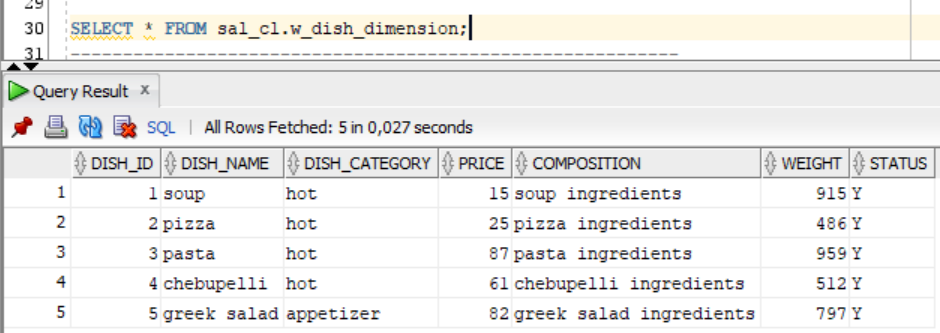 29
30 SELECT * FROM sal_cl.w_dish_dimension;
31 ----------------------------------------------------------
Query Result x
SQL | All Rows Fetched: 5 in 0,027 seconds
DISH_ID DISH_NAME DISH_CATEGORY PRICE COMPOSITION WEIGHT STATUS
1 1 soup hot 15 soup ingredients 915 Y
2 2 pizza hot 25 pizza ingredients 486 Y
3 3 pasta hot 87 pasta ingredients 959 Y
4 4 chebupelli hot 61 chebupelli ingredients 512 Y
5 5 greek salad appetizer 82 greek salad ingredients 797 Y